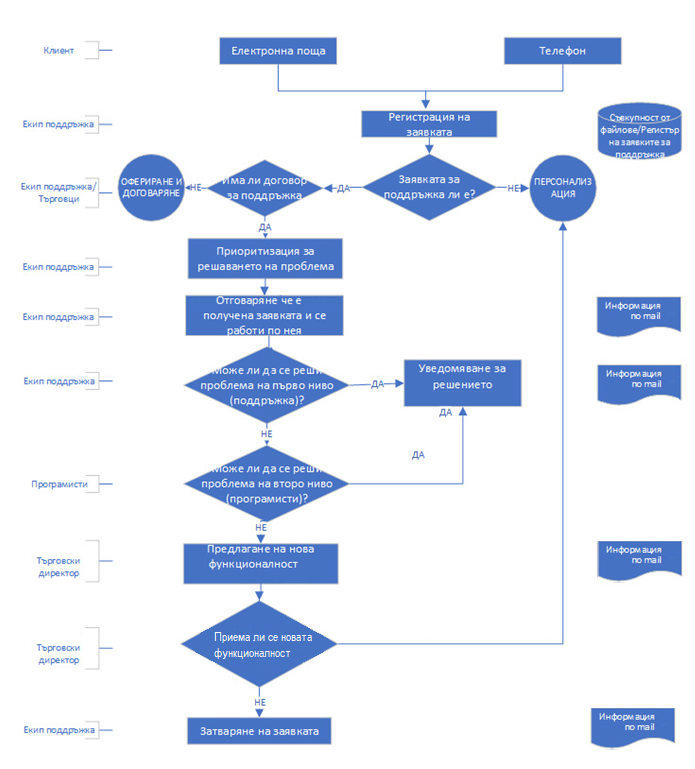 Клиент
Електронна поща
Телефон
Екип поддръжка
Регистрация на
заявката
Съвкупност от
файлове/Регистър
на заявките за
поддръжка
Екип поддръжка/
Търговци
ОФЕРИРАНЕ И
ДОГОВАРЯНЕ
НЕ
Има ли договор
за поддръжка
ДА
Заявката за
поддръжка ли е?
НЕ
ПЕРСОНАЛИЗ
АЦИЯ
ДА
Екип поддръжка
Приоритизация за
решаването на проблема
Екип поддръжка
Отговаряне че е
получена заявката и се
работи по нея
Информация
по mail
Екип поддръжка
Може ли да се реши
проблема на първо ниво
(поддръжка)?
ДА
Уведомяване за
решението
Информация
по mail
ДА
НЕ
ДА
Програмисти
Може ли да се реши
проблема на второ ниво
(програмисти)?
НЕ
Търговски
директор
Предлагане на нова
функционалност
Информация
по mail
Търговски
директор
Приема ли се новата
функционалност
НЕ
Екип поддръжка
Затваряне на заявката
Информация
по mail